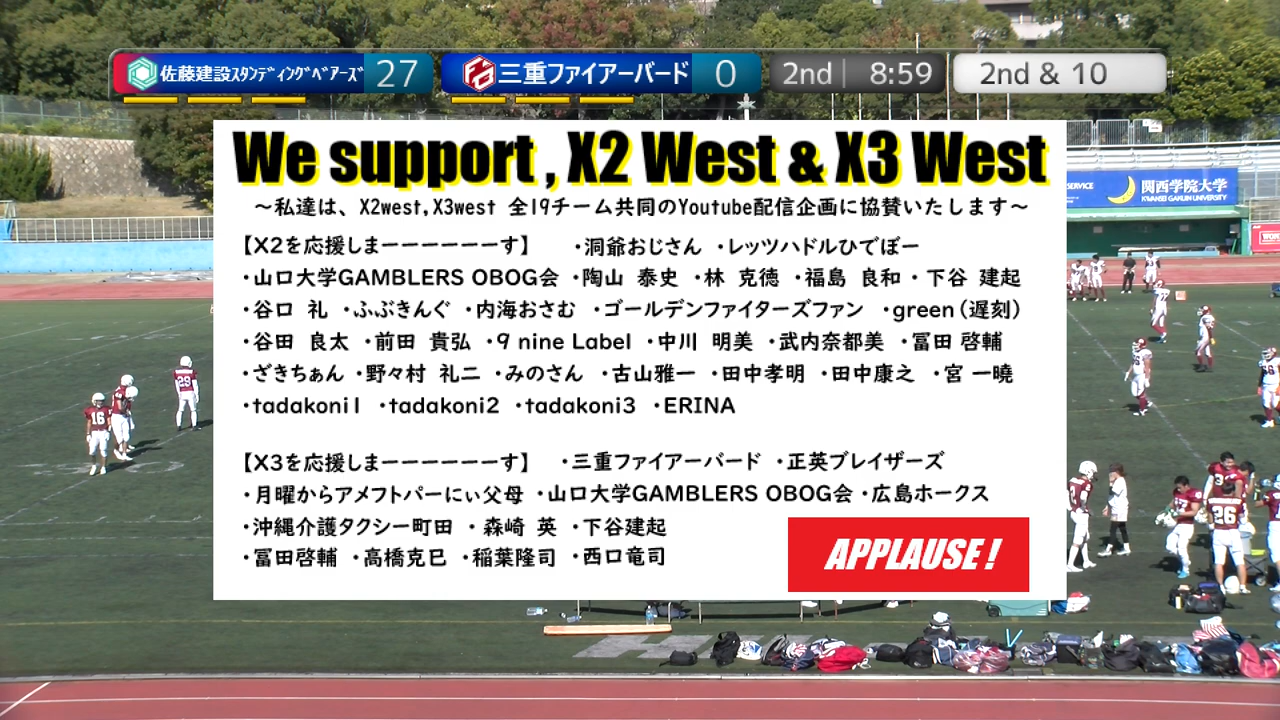 佐藤建設スタンディングベアーズ 27 三重ファイアーバード 0 2nd 8:59 2nd & 10
We support, X2 West & X3 West
～私達は、X2west,X3west 全19チーム共同のYoutube配信企画に協賛いたします～
【X2を応援しまーーーーーーす】 ・洞爺おじさん ・レッツハドルひでぼー
・山口大学GAMBLERS OBOG会 ・陶山 泰史 ・林 克徳 ・福島 良和 ・下谷 建起
・谷口 礼 ・ふぶきんぐ ・内海おさむ ・ゴールデンファイターズファン ・green（遅刻）
・谷田 良太 ・前田 貴弘 ・9 nine Label ・中川 明美 ・武内奈都美 ・冨田 啓輔
・ざきちぁん ・野々村 礼二 ・みのさん ・古山雅一 ・田中孝明 ・田中康之 ・宮 一曉
・tadakoni1 ・tadakoni2 ・tadakoni3 ・ERINA
【X3を応援しまーーーーーーす】 ・三重ファイアーバード ・正英ブレイザーズ
・月曜からアメフトパーにぃ父母 ・山口大学GAMBLERS OBOG会 ・広島ホークス
・沖縄介護タクシー町田 ・森崎 英 ・下谷建起
・冨田啓輔 ・高橋克巳 ・稲葉隆司 ・西口竜司
APPLAUSE!
SERVICE
関西学院大学
KWANSEI GAKUIN UNIVERSITY
16
29
26